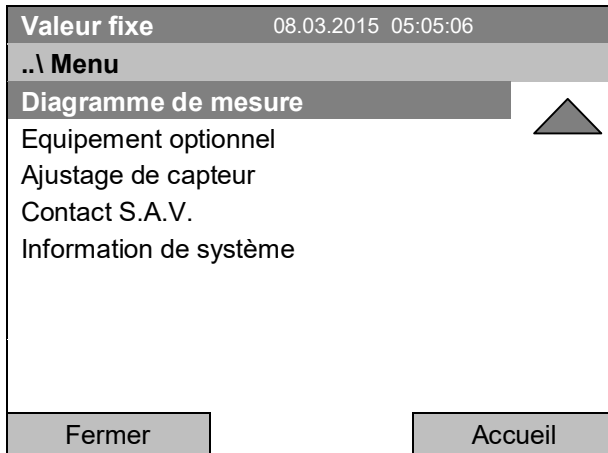 Valeur fixe 08.03.2015 05:05:06
..\ Menu
Diagramme de mesure
Equipement optionnel
Ajustage de capteur
Contact S.A.V.
Information de système
Fermer Accueil